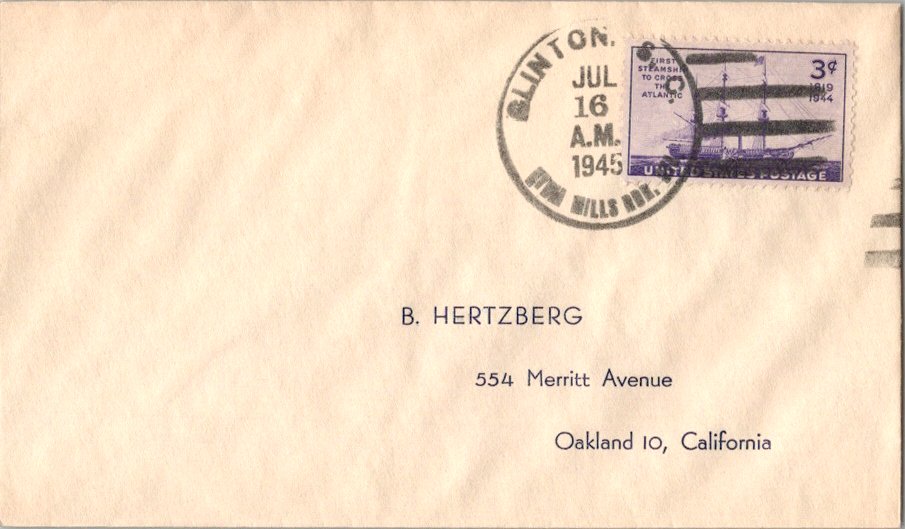 CLINTON, S. C.
JUL
16
A.M.
1945
MILLS
FIRST
STEAMSHIP
TO CROSS
THE
ATLANTIC
3¢
1819
1944
UNITED STATES POSTAGE
B. HERTZBERG
554 Merritt Avenue
Oakland 10, California